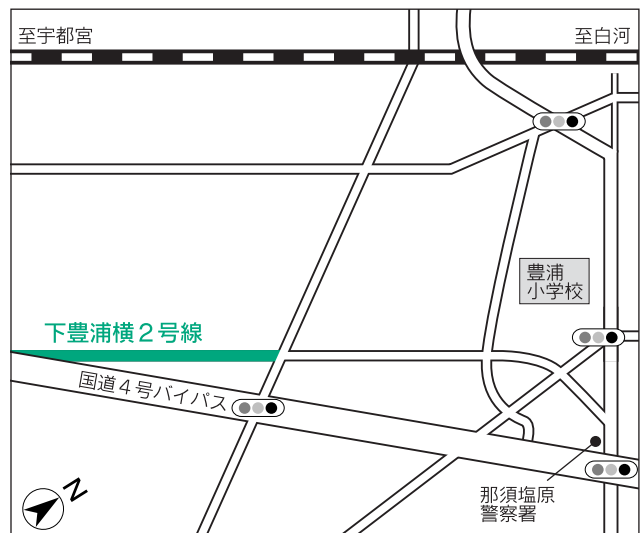 至宇都宮
至白河
豊浦
小学校
下豊浦横2号線
国道4号バイパス
那須塩原
警察署
N